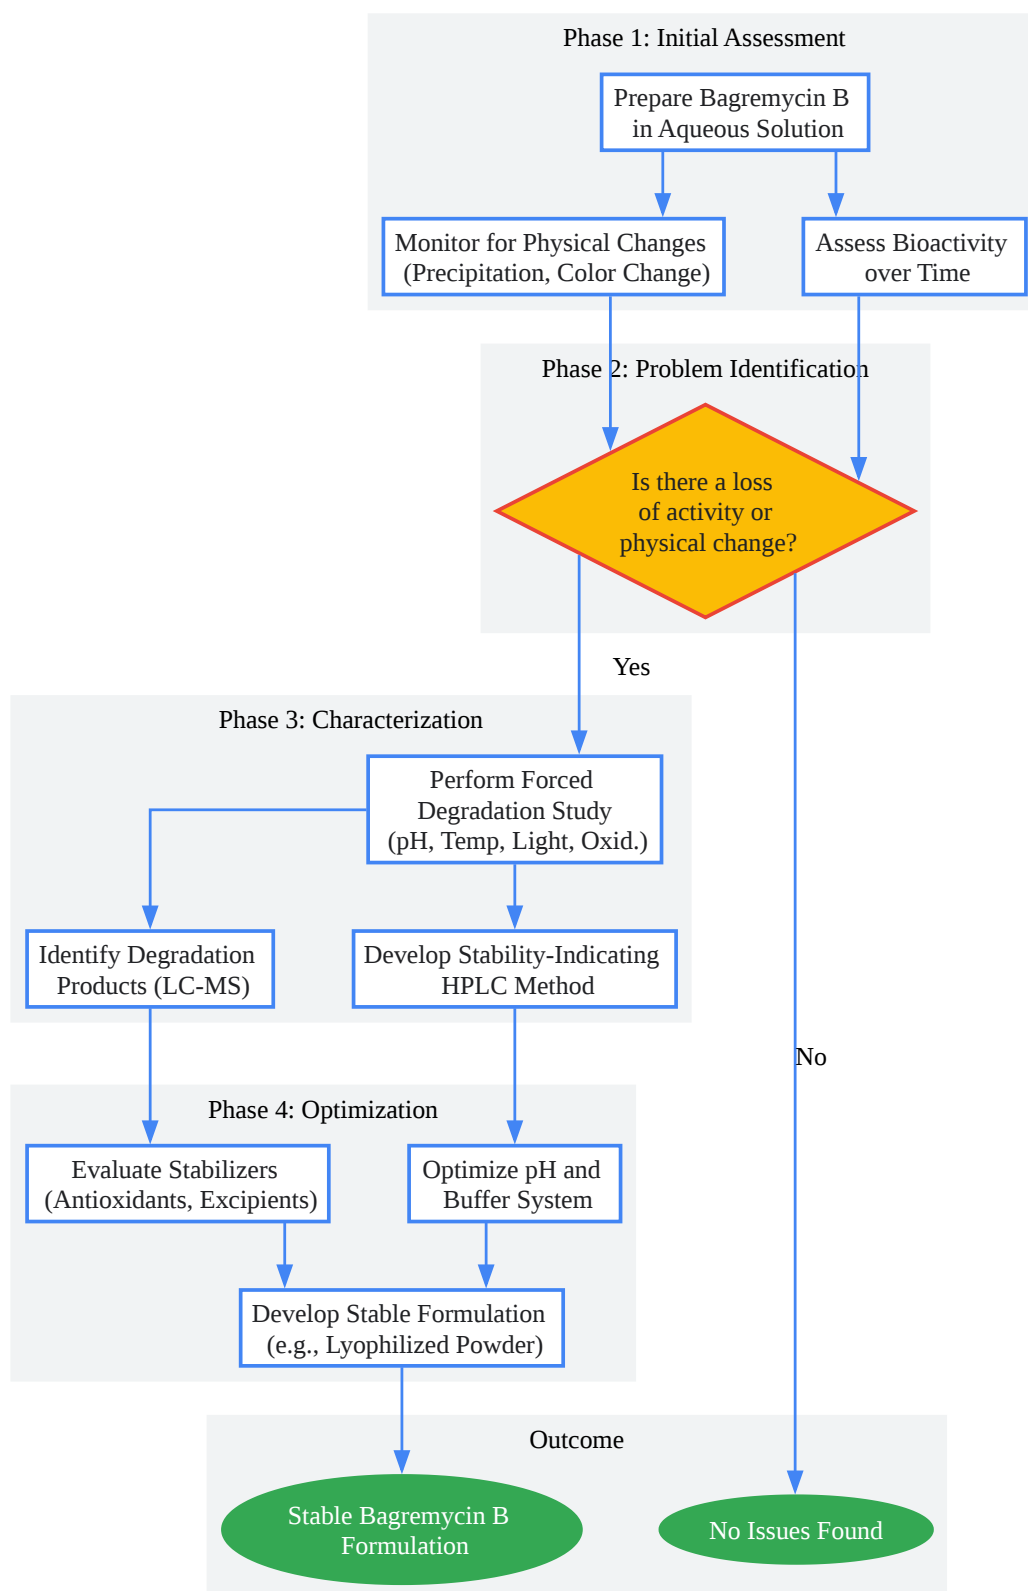 Phase 1: Initial Assessment
Prepare Bagremycin B
in Aqueous Solution
Monitor for Physical Changes
(Precipitation, Color Change)
Assess Bioactivity
over Time
Phase 2: Problem Identification
Is there a loss
of activity or
physical change?
Yes
Phase 3: Characterization
Perform Forced
Degradation Study
(pH, Temp, Light, Oxid.)
Identify Degradation
Products (LC-MS)
Develop Stability-Indicating
HPLC Method
No
Phase 4: Optimization
Evaluate Stabilizers
(Antioxidants, Excipients)
Optimize pH and
Buffer System
Develop Stable Formulation
(e.g., Lyophilized Powder)
Outcome
Stable Bagremycin B
Formulation
No Issues Found